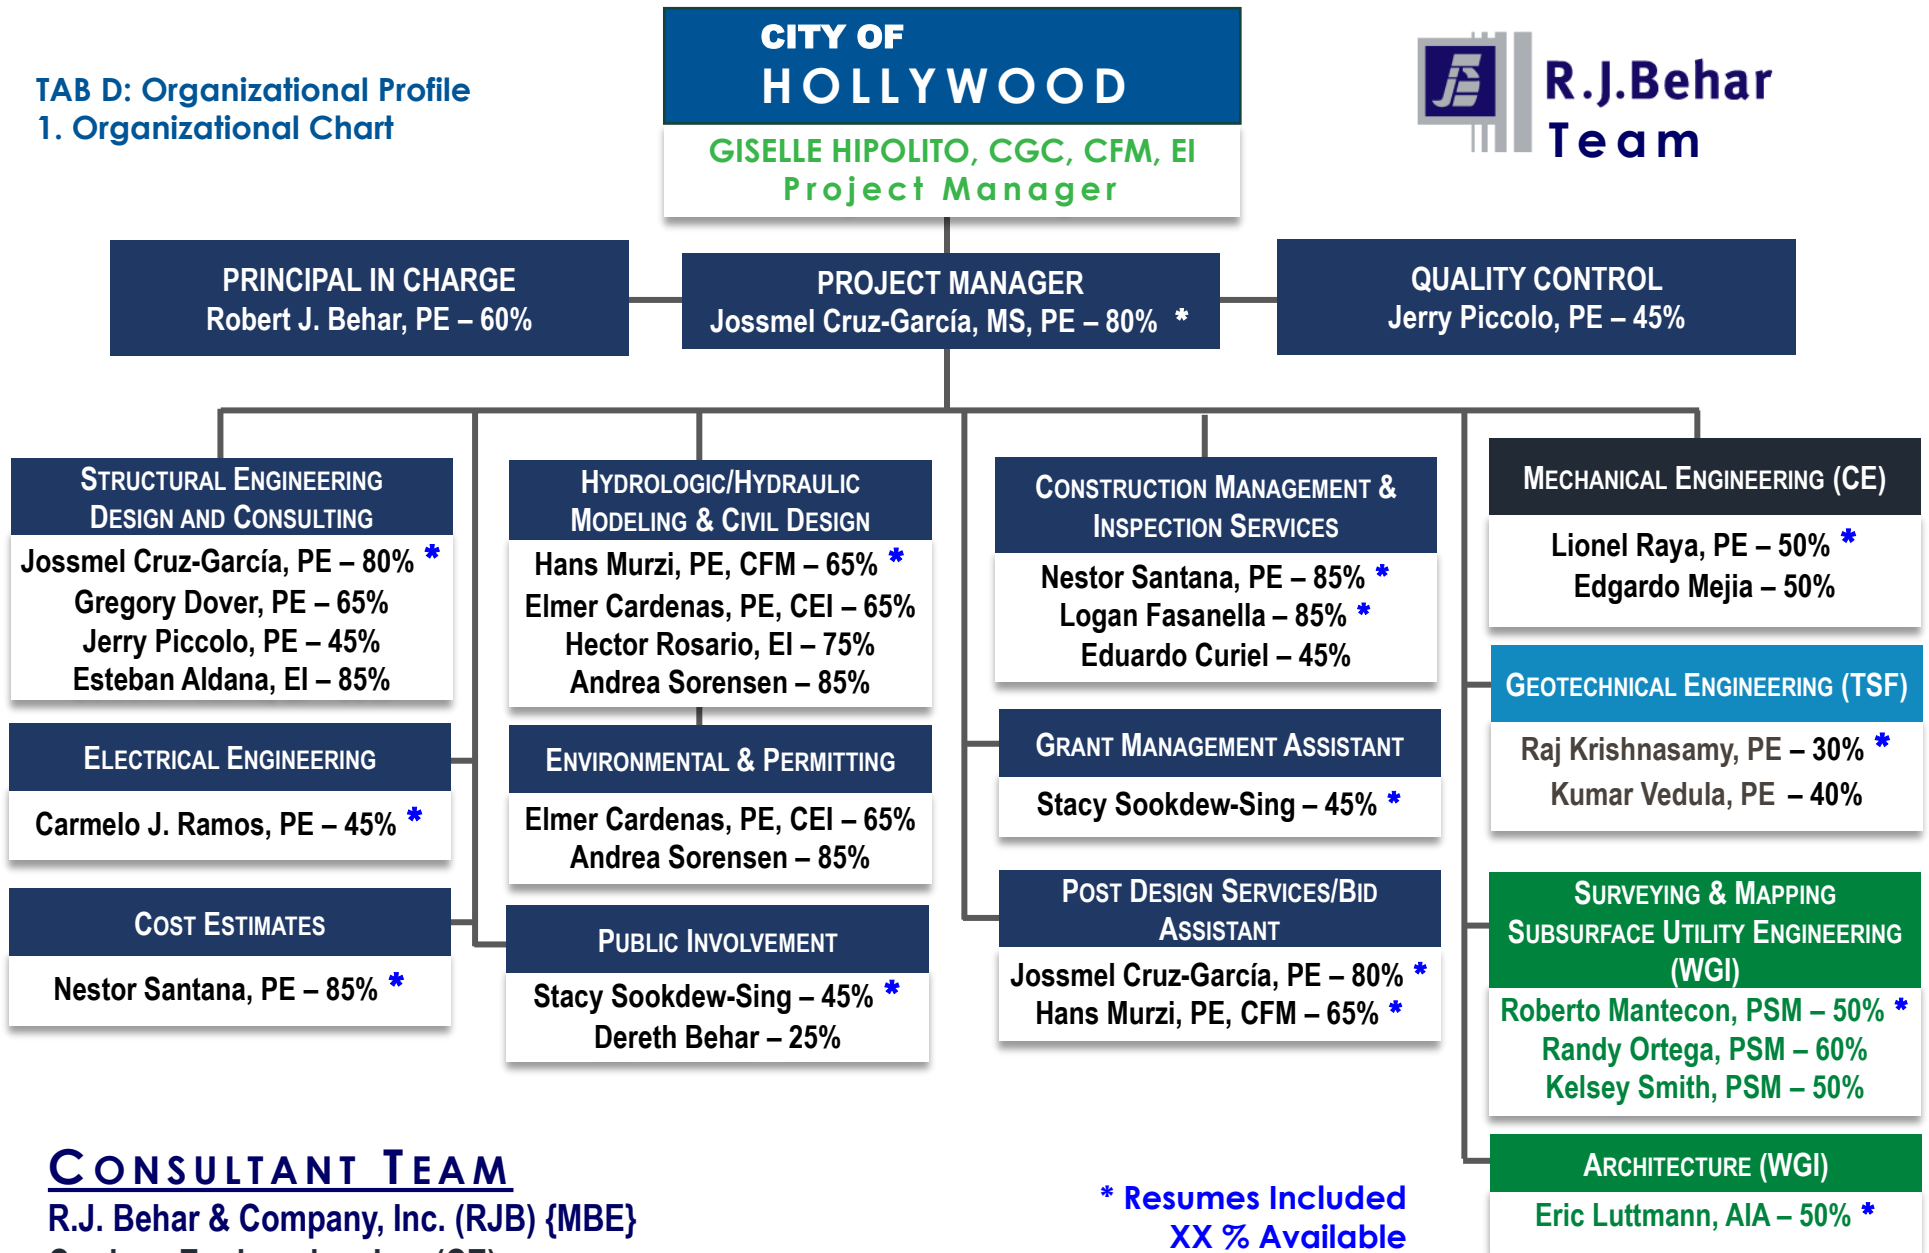 TAB D: Organizational Profile
1. Organizational Chart
CITY OF
HOLLYWOOD
GISELLE HIPOLITO, CGC, CFM, EI
Project Manager
R.J.Behar
Team
PRINCIPAL IN CHARGE
Robert J. Behar, PE – 60%
PROJECT MANAGER
Jossmel Cruz-García, MS, PE – 80% *
QUALITY CONTROL
Jerry Piccolo, PE – 45%
STRUCTURAL ENGINEERING
DESIGN AND CONSULTING
Jossmel Cruz-García, PE – 80% *
Gregory Dover, PE – 65%
Jerry Piccolo, PE – 45%
Esteban Aldana, EI – 85%
ELECTRICAL ENGINEERING
Carmelo J. Ramos, PE – 45% *
COST ESTIMATES
Nestor Santana, PE – 85% *
HYDROLOGIC/HYDRAULIC
MODELING & CIVIL DESIGN
Hans Murzi, PE, CFM – 65% *
Elmer Cardenas, PE, CEI – 65%
Hector Rosario, EI – 75%
Andrea Sorensen – 85%
ENVIRONMENTAL & PERMITTING
Elmer Cardenas, PE, CEI – 65%
Andrea Sorensen – 85%
PUBLIC INVOLVEMENT
Stacy Sookdew-Sing – 45% *
Dereth Behar – 25%
CONSTRUCTION MANAGEMENT &
INSPECTION SERVICES
Nestor Santana, PE – 85% *
Logan Fasanella – 85% *
Eduardo Curiel – 45%
GRANT MANAGEMENT ASSISTANT
Stacy Sookdew-Sing – 45% *
POST DESIGN SERVICES/BID
ASSISTANT
Jossmel Cruz-García, PE – 80% *
Hans Murzi, PE, CFM – 65% *
MECHANICAL ENGINEERING (CE)
Lionel Raya, PE – 50% *
Edgardo Mejia – 50%
GEOTECHNICAL ENGINEERING (TSF)
Raj Krishnasamy, PE – 30% *
Kumar Vedula, PE – 40%
SURVEYING & MAPPING
SUBSURFACE UTILITY ENGINEERING
(WGI)
Roberto Mantecon, PSM – 50% *
Randy Ortega, PSM – 60%
Kelsey Smith, PSM – 50%
ARCHITECTURE (WGI)
Eric Luttmann, AIA – 50% *
CONSULTANT TEAM
R.J. Behar & Company, Inc. (RJB) {MBE}
* Resumes Included
XX % Available